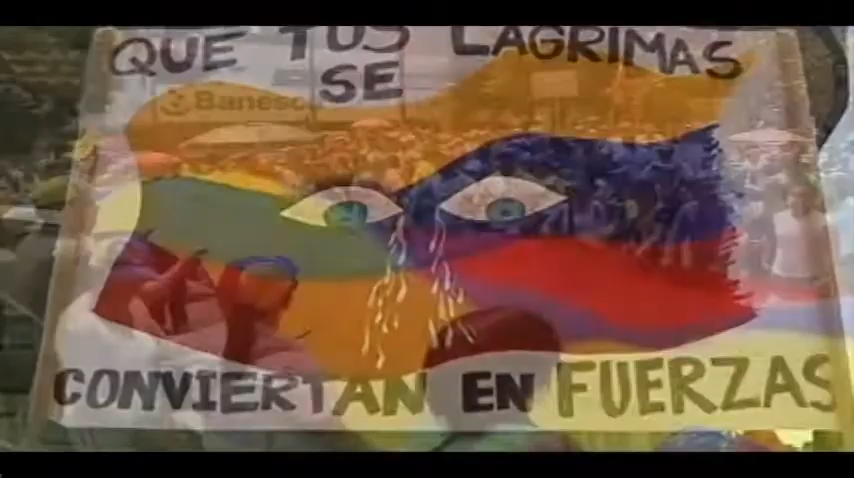 QUE TUS LAGRIMAS
SE
Banesco
CONVIERTAN EN FUERZAS